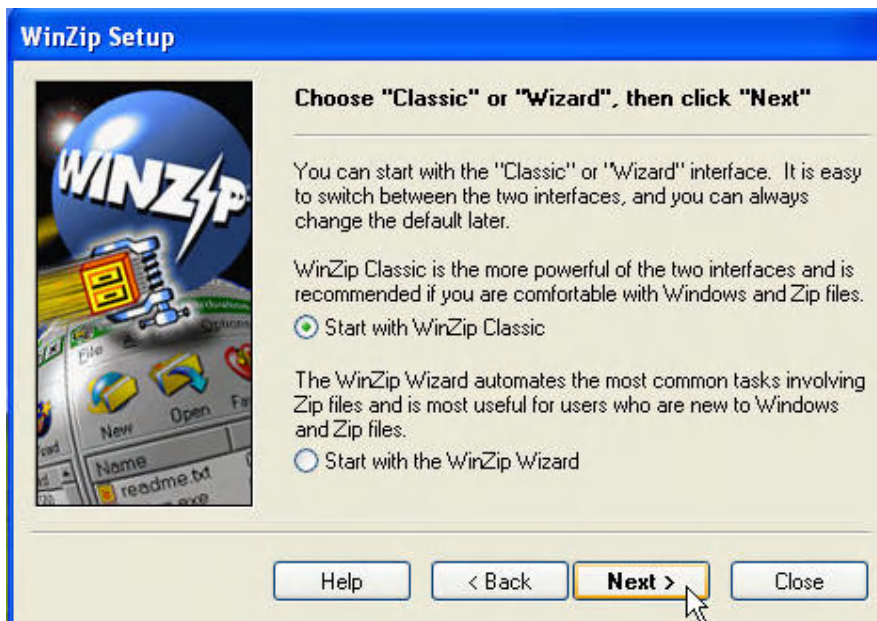 WinZip Setup
WINZIP
File
Options
New
Open
Name
readme.txt
Choose "Classic" or "Wizard", then click "Next"
You can start with the "Classic" or "Wizard" interface.  It is easy
to switch between the two interfaces, and you can always
change the default later.
WinZip Classic is the more powerful of the two interfaces and is
recommended if you are comfortable with Windows and Zip files.
Start with WinZip Classic
The WinZip Wizard automates the most common tasks involving
Zip files and is most useful for users who are new to Windows
and Zip files.
Start with the WinZip Wizard
Help
< Back
Next >
Close